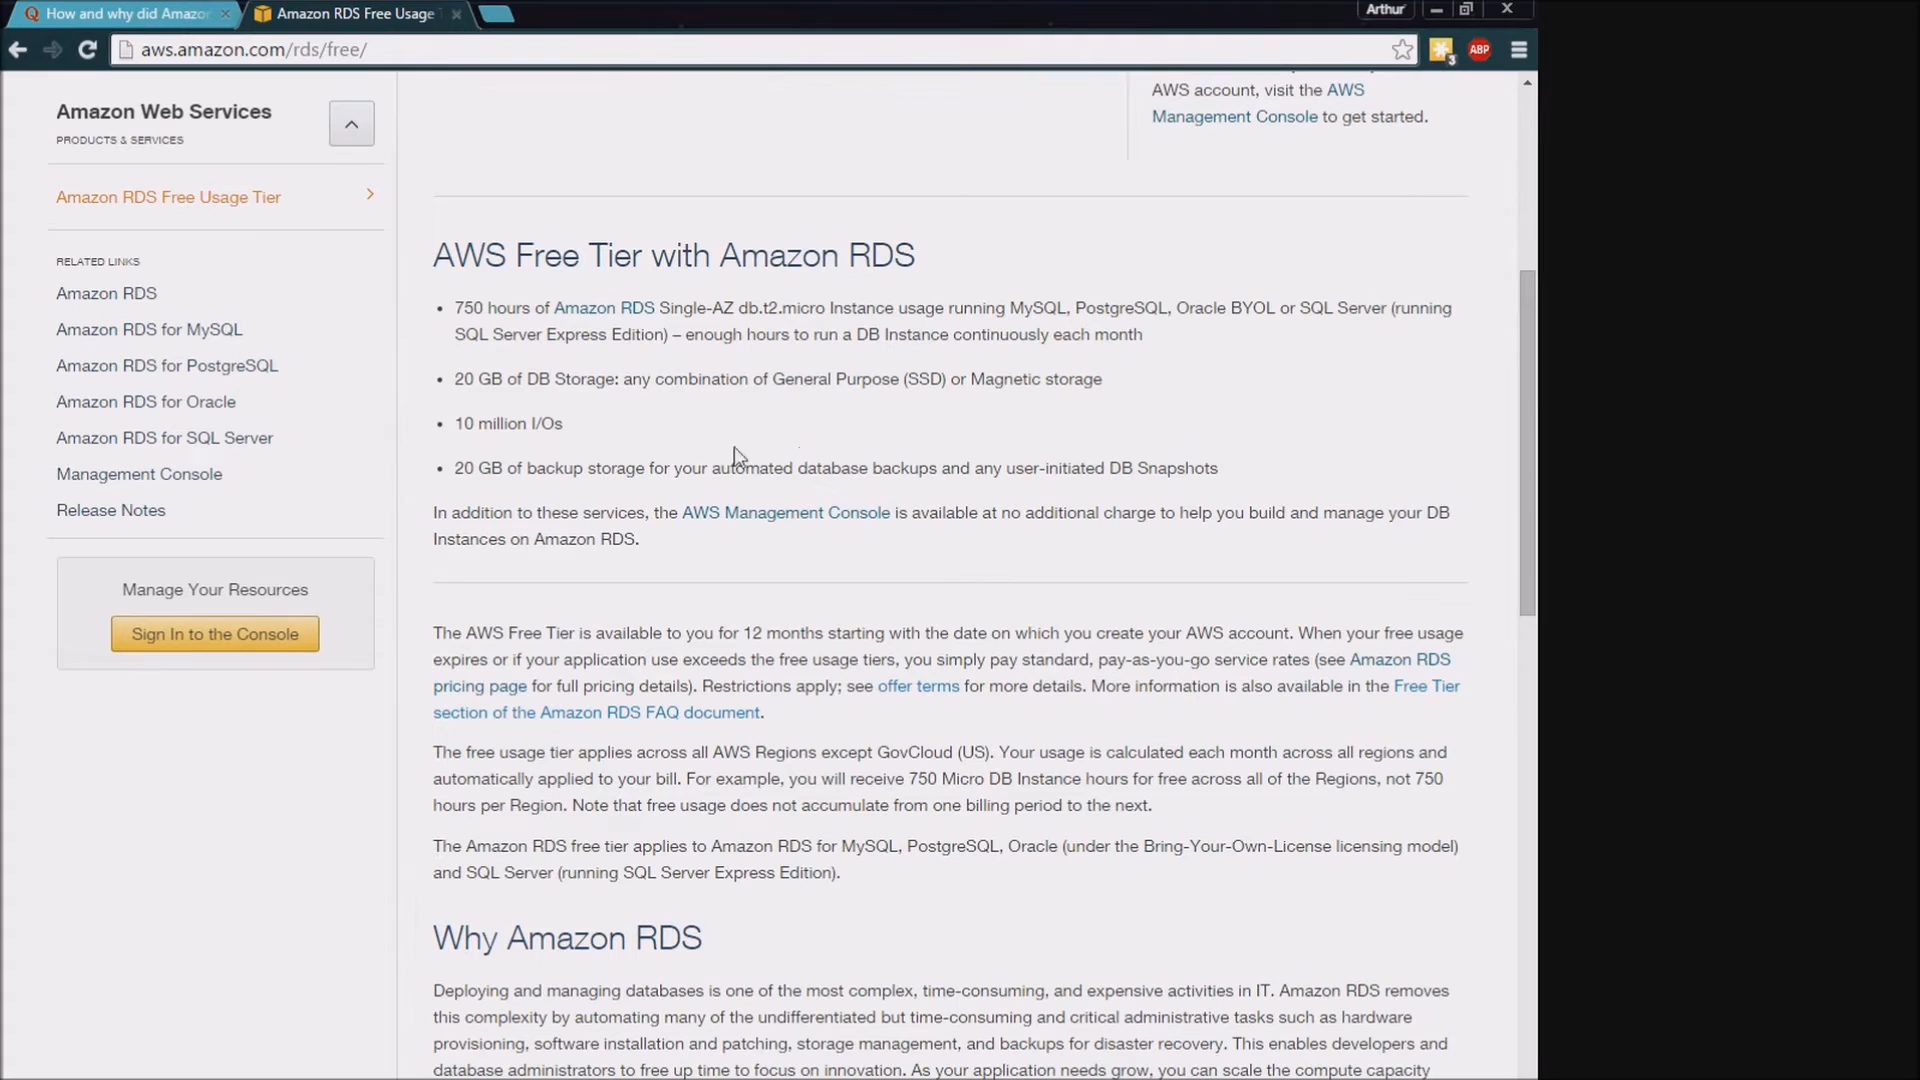 How and why did Amazon
Amazon RDS Free Usage T
Arthur
aws.amazon.com/rds/free/
3
ABP
Amazon Web Services
PRODUCTS & SERVICES
Amazon RDS Free Usage Tier
RELATED LINKS
Amazon RDS
Amazon RDS for MySQL
Amazon RDS for PostgreSQL
Amazon RDS for Oracle
Amazon RDS for SQL Server
Management Console
Release Notes
Manage Your Resources
Sign In to the Console
AWS account, visit the AWS
Management Console to get started.
AWS Free Tier with Amazon RDS
• 750 hours of Amazon RDS Single-AZ db.t2.micro Instance usage running MySQL, PostgreSQL, Oracle BYOL or SQL Server (running
SQL Server Express Edition) – enough hours to run a DB Instance continuously each month
• 20 GB of DB Storage: any combination of General Purpose (SSD) or Magnetic storage
• 10 million I/Os
• 20 GB of backup storage for your automated database backups and any user-initiated DB Snapshots
In addition to these services, the AWS Management Console is available at no additional charge to help you build and manage your DB
Instances on Amazon RDS.
The AWS Free Tier is available to you for 12 months starting with the date on which you create your AWS account. When your free usage
expires or if your application use exceeds the free usage tiers, you simply pay standard, pay-as-you-go service rates (see Amazon RDS
pricing page for full pricing details). Restrictions apply; see offer terms for more details. More information is also available in the Free Tier
section of the Amazon RDS FAQ document.
The free usage tier applies across all AWS Regions except GovCloud (US). Your usage is calculated each month across all regions and
automatically applied to your bill. For example, you will receive 750 Micro DB Instance hours for free across all of the Regions, not 750
hours per Region. Note that free usage does not accumulate from one billing period to the next.
The Amazon RDS free tier applies to Amazon RDS for MySQL, PostgreSQL, Oracle (under the Bring-Your-Own-License licensing model)
and SQL Server (running SQL Server Express Edition).
Why Amazon RDS
Deploying and managing databases is one of the most complex, time-consuming, and expensive activities in IT. Amazon RDS removes
this complexity by automating many of the undifferentiated but time-consuming and critical administrative tasks such as hardware
provisioning, software installation and patching, storage management, and backups for disaster recovery. This enables developers and
database administrators to free up time to focus on innovation. As your application needs grow, you can scale the compute capacity